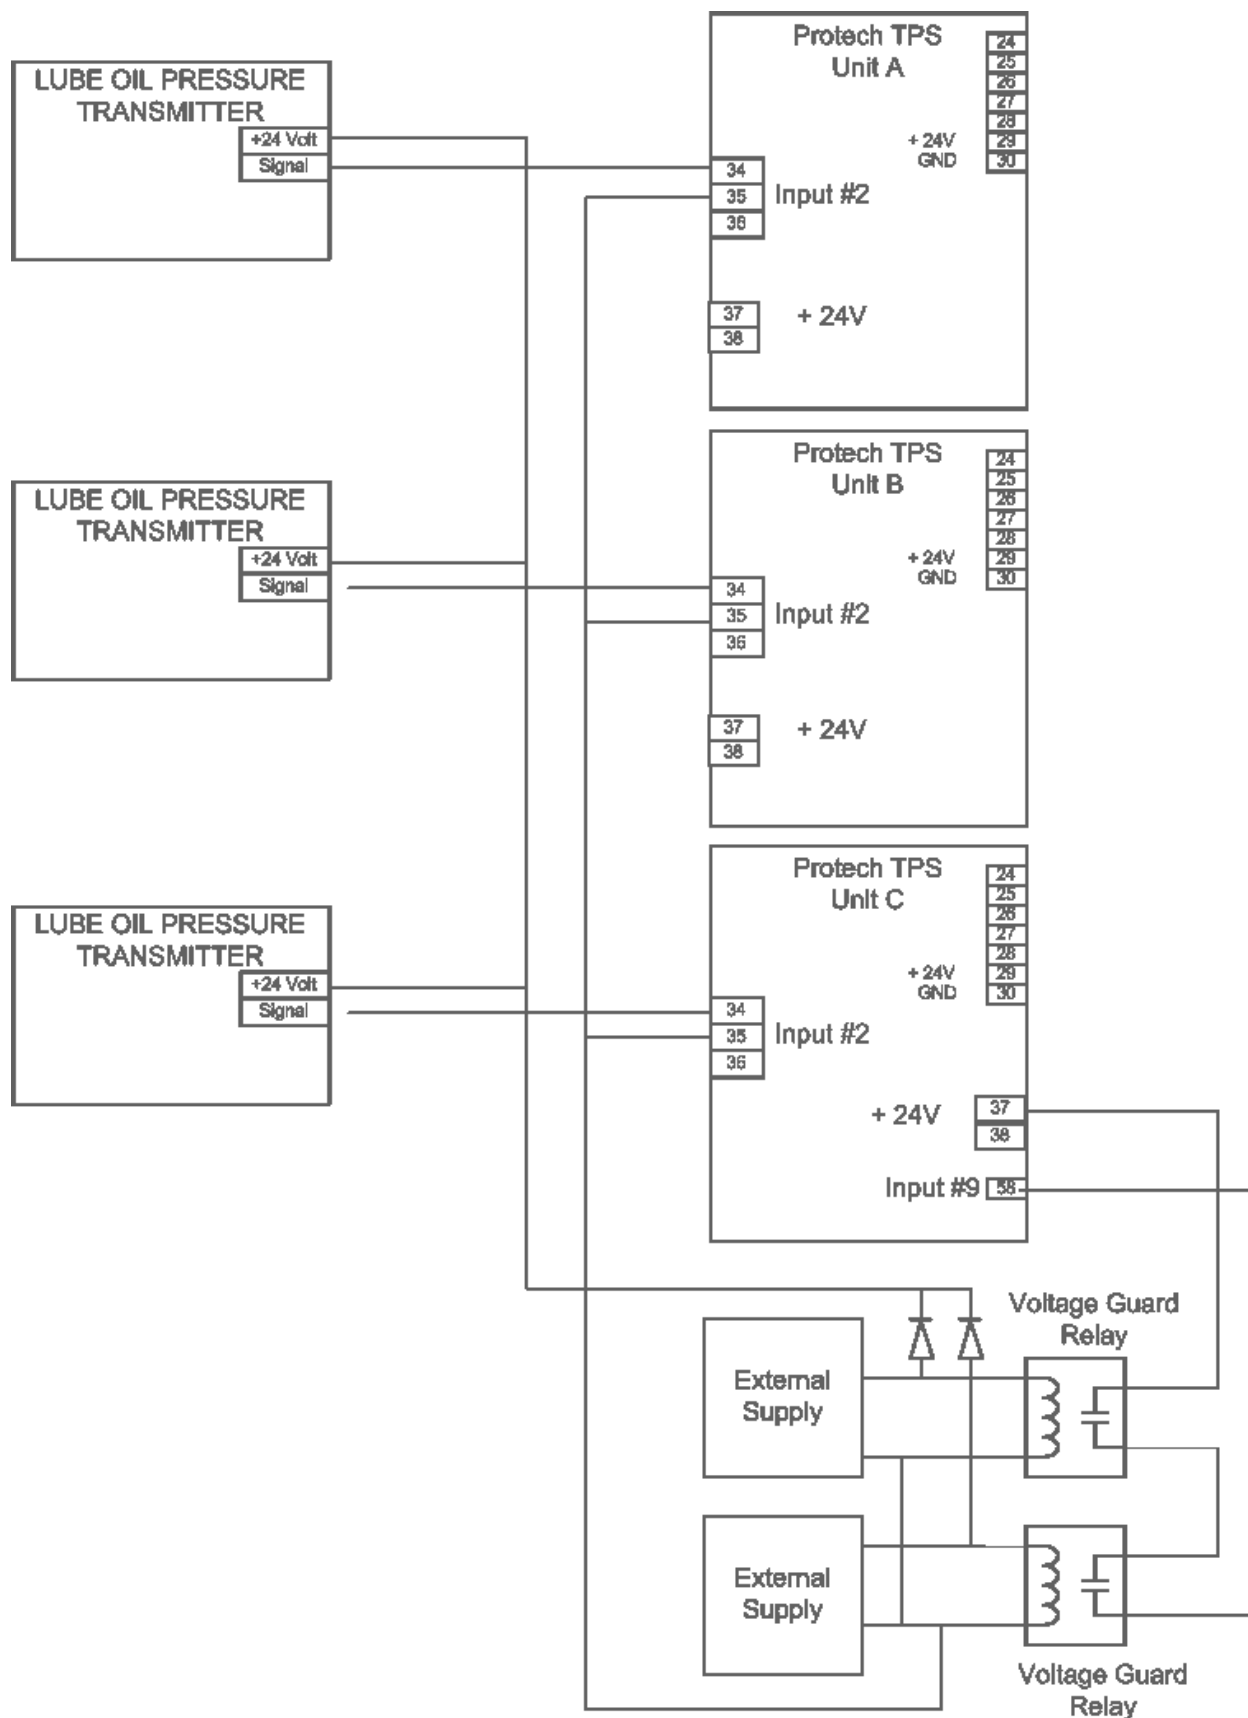 LUBE OIL PRESSURE
TRANSMITTER
+24 Volt
Signal
Protech TPS
Unit A
24
25
26
27
28
+ 24V
29
GND
30
34
35
36
Input #2
37
38
+ 24V
LUBE OIL PRESSURE
TRANSMITTER
+24 Volt
Signal
Protech TPS
Unit B
24
25
26
27
28
+ 24V
29
GND
30
34
35
36
Input #2
37
38
+ 24V
LUBE OIL PRESSURE
TRANSMITTER
+24 Volt
Signal
Protech TPS
Unit C
24
25
26
27
28
+ 24V
29
GND
30
34
35
36
Input #2
+ 24V
37
38
Input #9
58
Voltage Guard
Relay
External
Supply
External
Supply
Voltage Guard
Relay